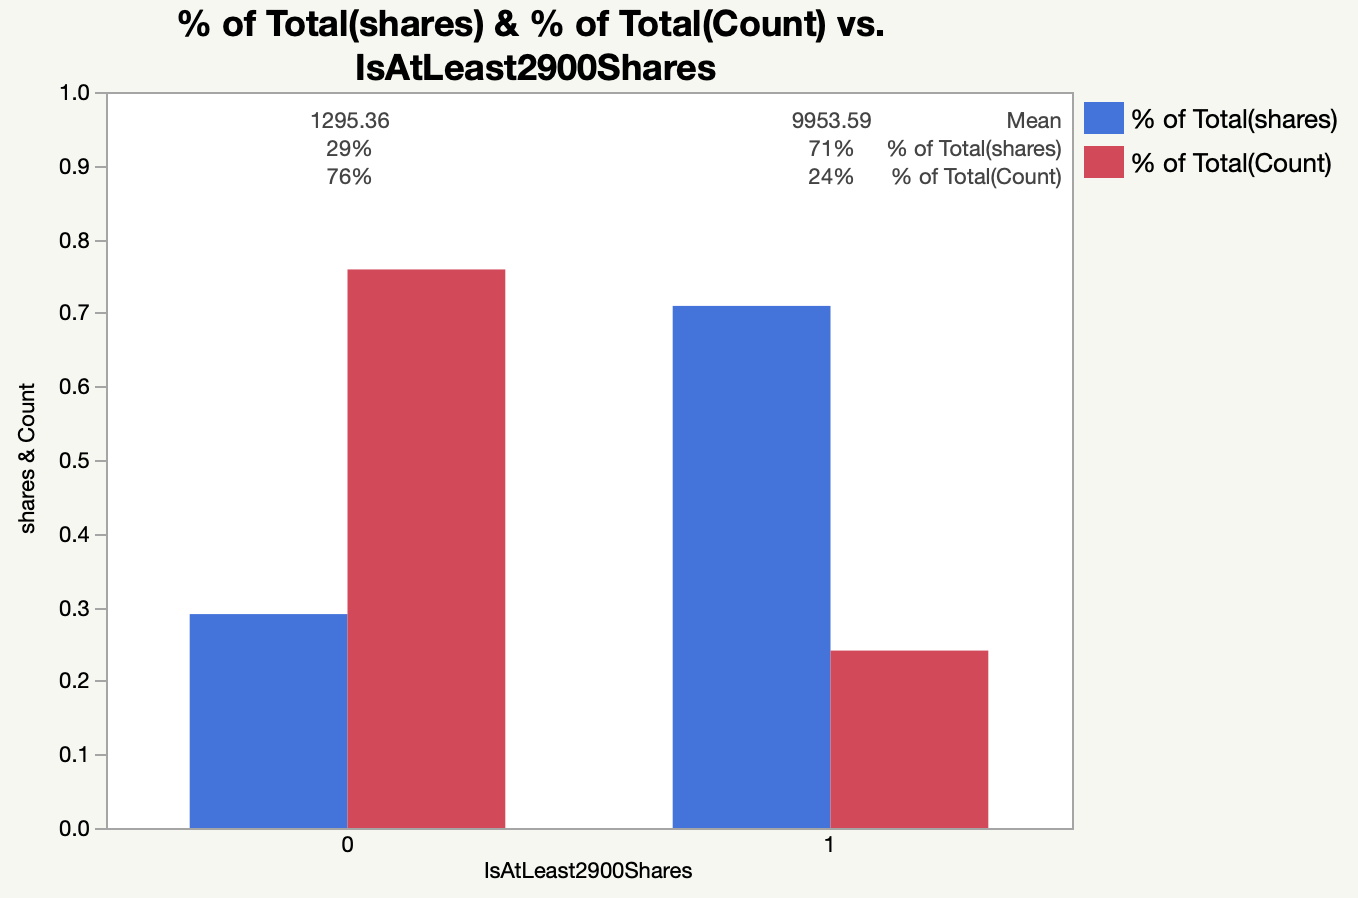 % of Total(shares) & % of Total(Count) vs.
IsAtLeast2900Shares
1.0
0.9
0.8
0.7
0.6
0.5
0.4
0.3
0.2
0.1
0.0
shares & Count
1295.36 9953.59 Mean
29% 71% % of Total(shares)
76% 24% % of Total(Count)
% of Total(shares)
% of Total(Count)
0 1
IsAtLeast2900Shares